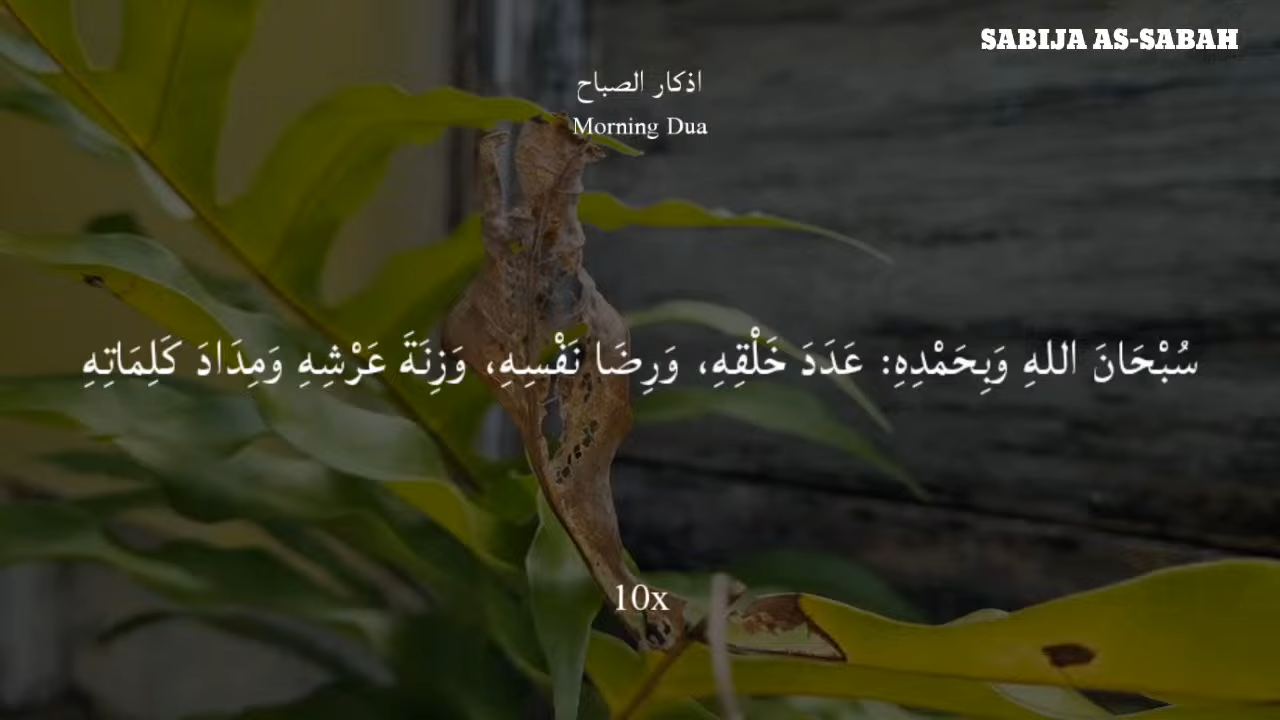 SABIJA AS-SABAH
اذكار الصباح
Morning Dua
سُبْحَانَ اللهِ وَبِحَمْدِهِ: عَدَدَ خَلْقِهِ، وَرِضَا نَفْسِهِ، وَزِنَةَ عَرْشِهِ وَمِدَادَ كَلِمَاتِهِ
10x